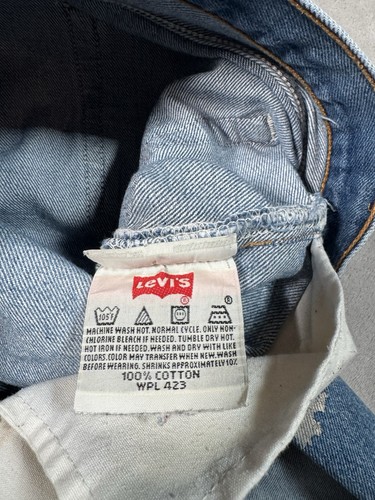 LEVI'S
®
®
105F
MACHINE WASH HOT. NORMAL CYCLE. ONLY NON-
CHLORINE BLEACH IF NEEDED. TUMBLE DRY HOT.
HOT IRON IF NEEDED. WASH AND DRY WITH LIKE
COLORS. COLOR MAY TRANSFER WHEN NEW. WASH
BEFORE WEARING. SHRINKS APPROXIMATELY 10%
100% COTTON
WPL 423